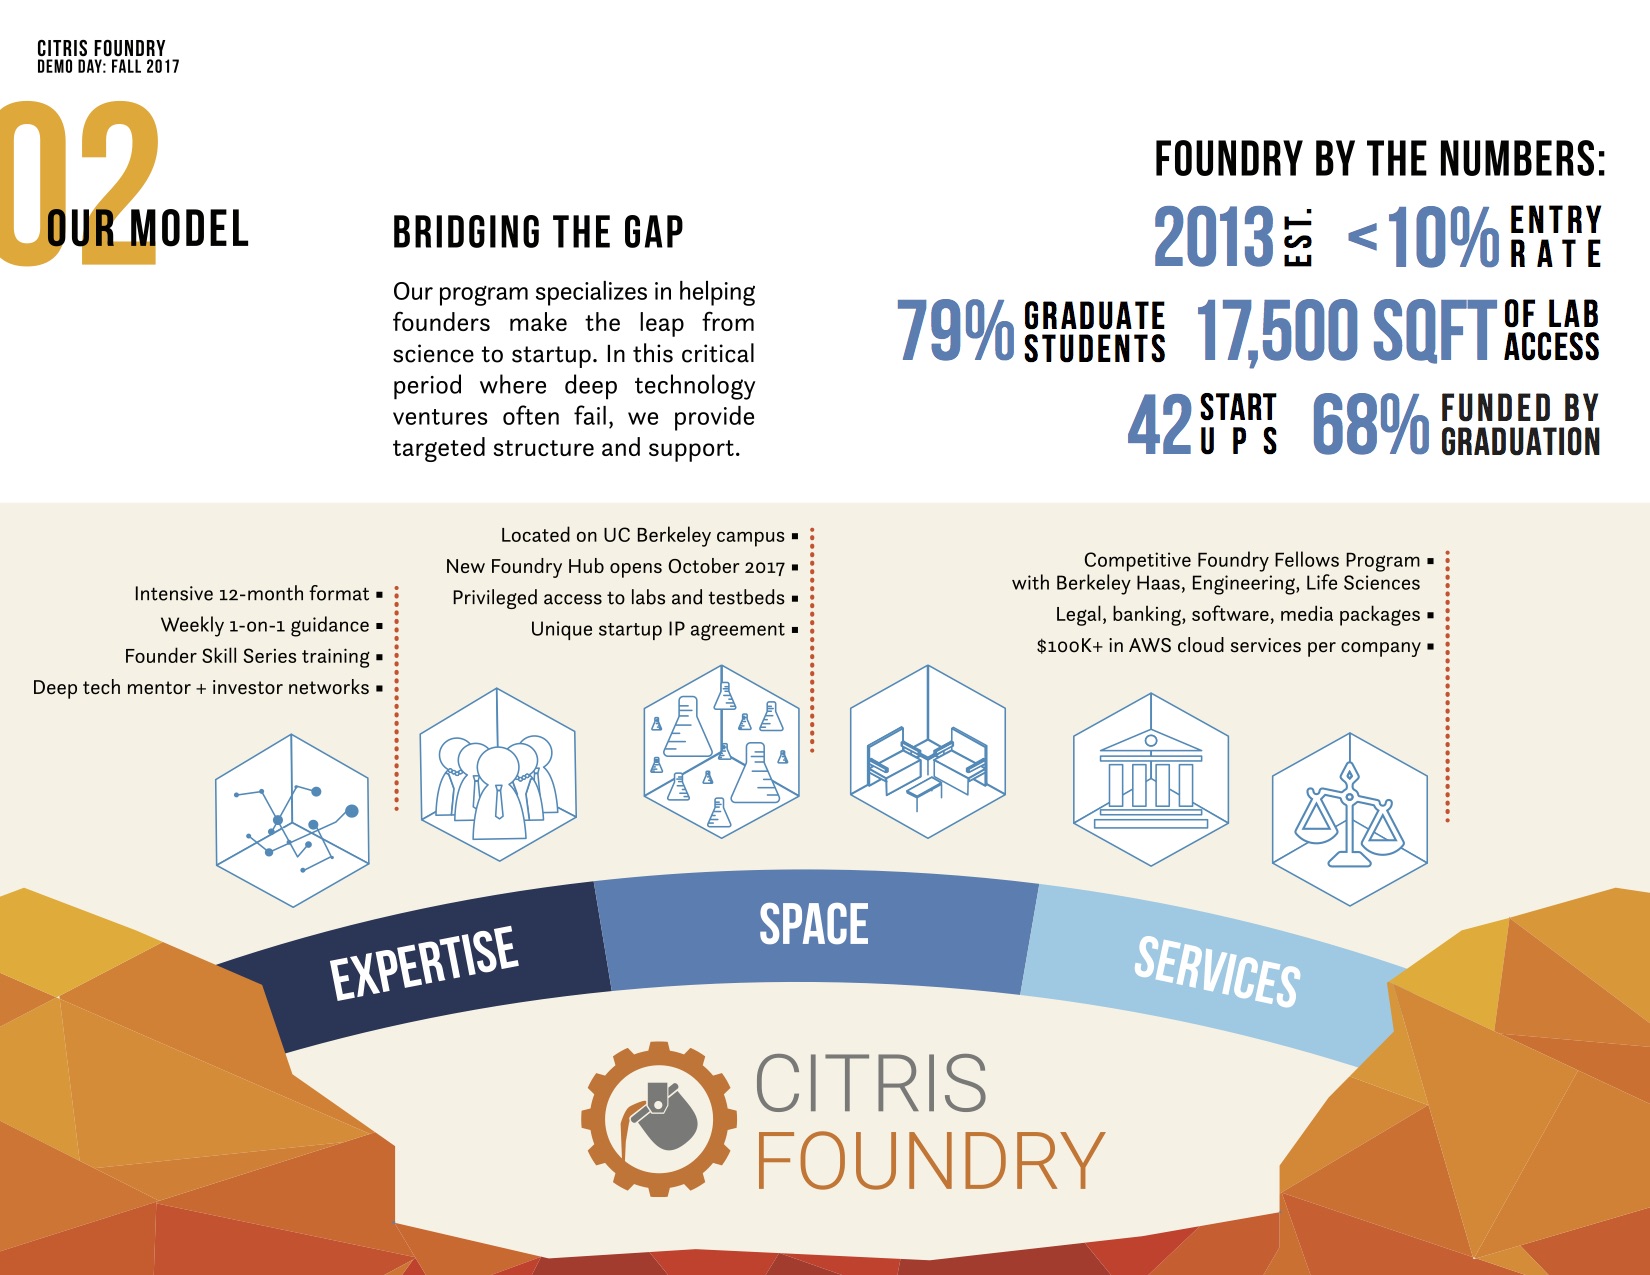 CITRIS FOUNDRY
DEMO DAY: FALL 2017
02
OUR MODEL
BRIDGING THE GAP
Our program specializes in helping
founders make the leap from
science to startup. In this critical
period where deep technology
ventures often fail, we provide
targeted structure and support.
FOUNDRY BY THE NUMBERS:
2013 EST. <10% ENTRY RATE
79% GRADUATE STUDENTS 17,500 SQFT OF LAB ACCESS
42 START UPS 68% FUNDED BY GRADUATION
Intensive 12-month format
Weekly 1-on-1 guidance
Founder Skill Series training
Deep tech mentor + investor networks
Located on UC Berkeley campus
New Foundry Hub opens October 2017
Privileged access to labs and testbeds
Unique startup IP agreement
Competitive Foundry Fellows Program
with Berkeley Haas, Engineering, Life Sciences
Legal, banking, software, media packages
$100K+ in AWS cloud services per company
EXPERTISE
SPACE
SERVICES
CITRIS
FOUNDRY